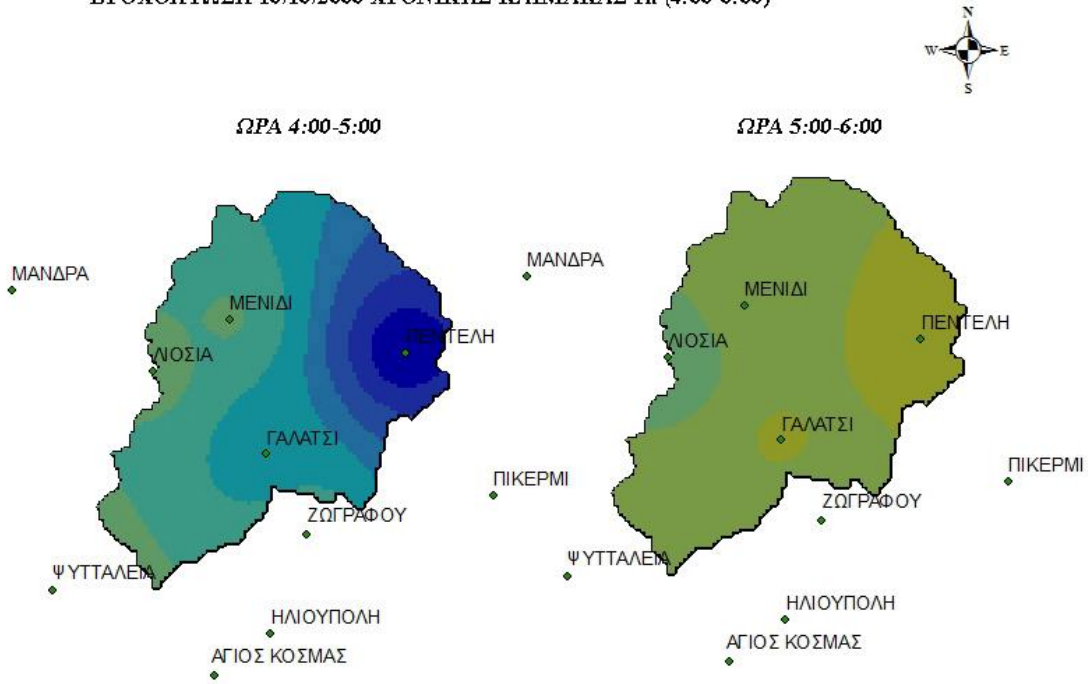 N
W E
S
ΩΡΑ 4:00-5:00 ΩΡΑ 5:00-6:00
ΜΑΝΔΡΑ
ΜΕΝΙΔΙ
ΠΕΝΤΕΛΗ
ΛΙΟΣΙΑ
ΓΑΛΑΤΣΙ
ΠΙΚΕΡΜΙ
ΖΩΓΡΑΦΟΥ
ΨΥΤΤΑΛΕΙΑ
ΗΛΙΟΥΠΟΛΗ
ΑΓΙΟΣ ΚΟΣΜΑΣ
ΜΑΝΔΡΑ
ΜΕΝΙΔΙ
ΠΕΝΤΕΛΗ
ΛΙΟΣΙΑ
ΓΑΛΑΤΣΙ
ΠΙΚΕΡΜΙ
ΖΩΓΡΑΦΟΥ
ΨΥΤΤΑΛΕΙΑ
ΗΛΙΟΥΠΟΛΗ
ΑΓΙΟΣ ΚΟΣΜΑΣ